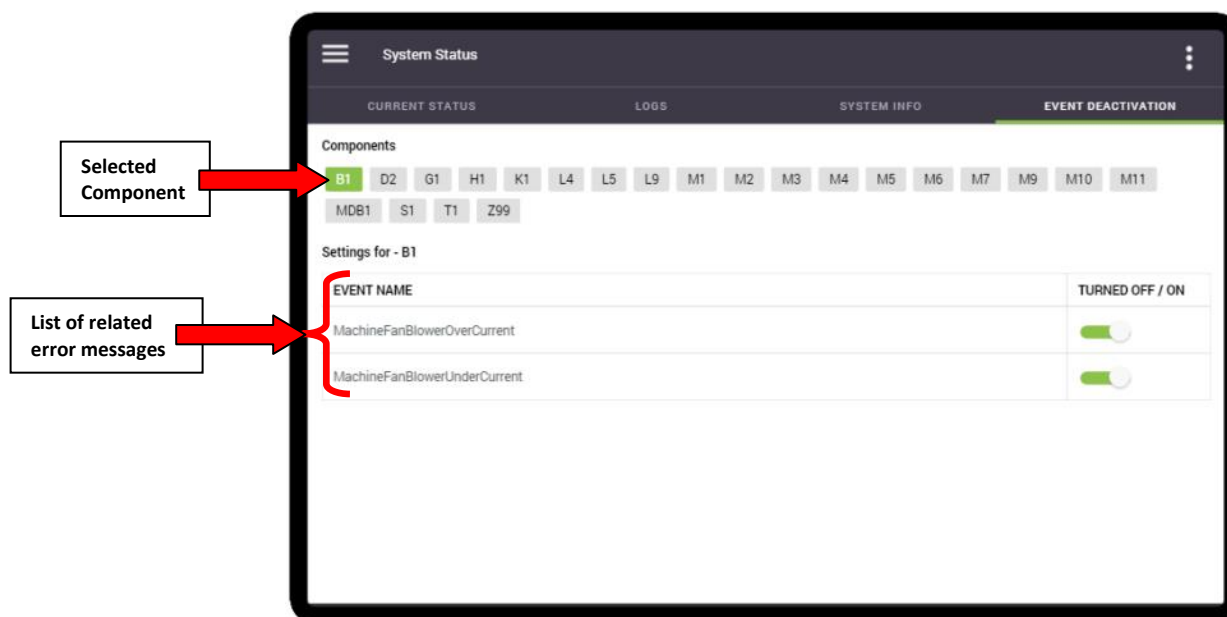 System Status
CURRENT STATUS LOGS SYSTEM INFO EVENT DEACTIVATION
Components
Selected
Component
B1 D2 G1 H1 K1 L4 L5 L9 M1 M2 M3 M4 M5 M6 M7 M9 M10 M11
MDB1 S1 T1 Z99
Settings for - B1
EVENT NAME TURNED OFF / ON
List of related
error messages
MachineFanBlowerOverCurrent
MachineFanBlowerUnderCurrent